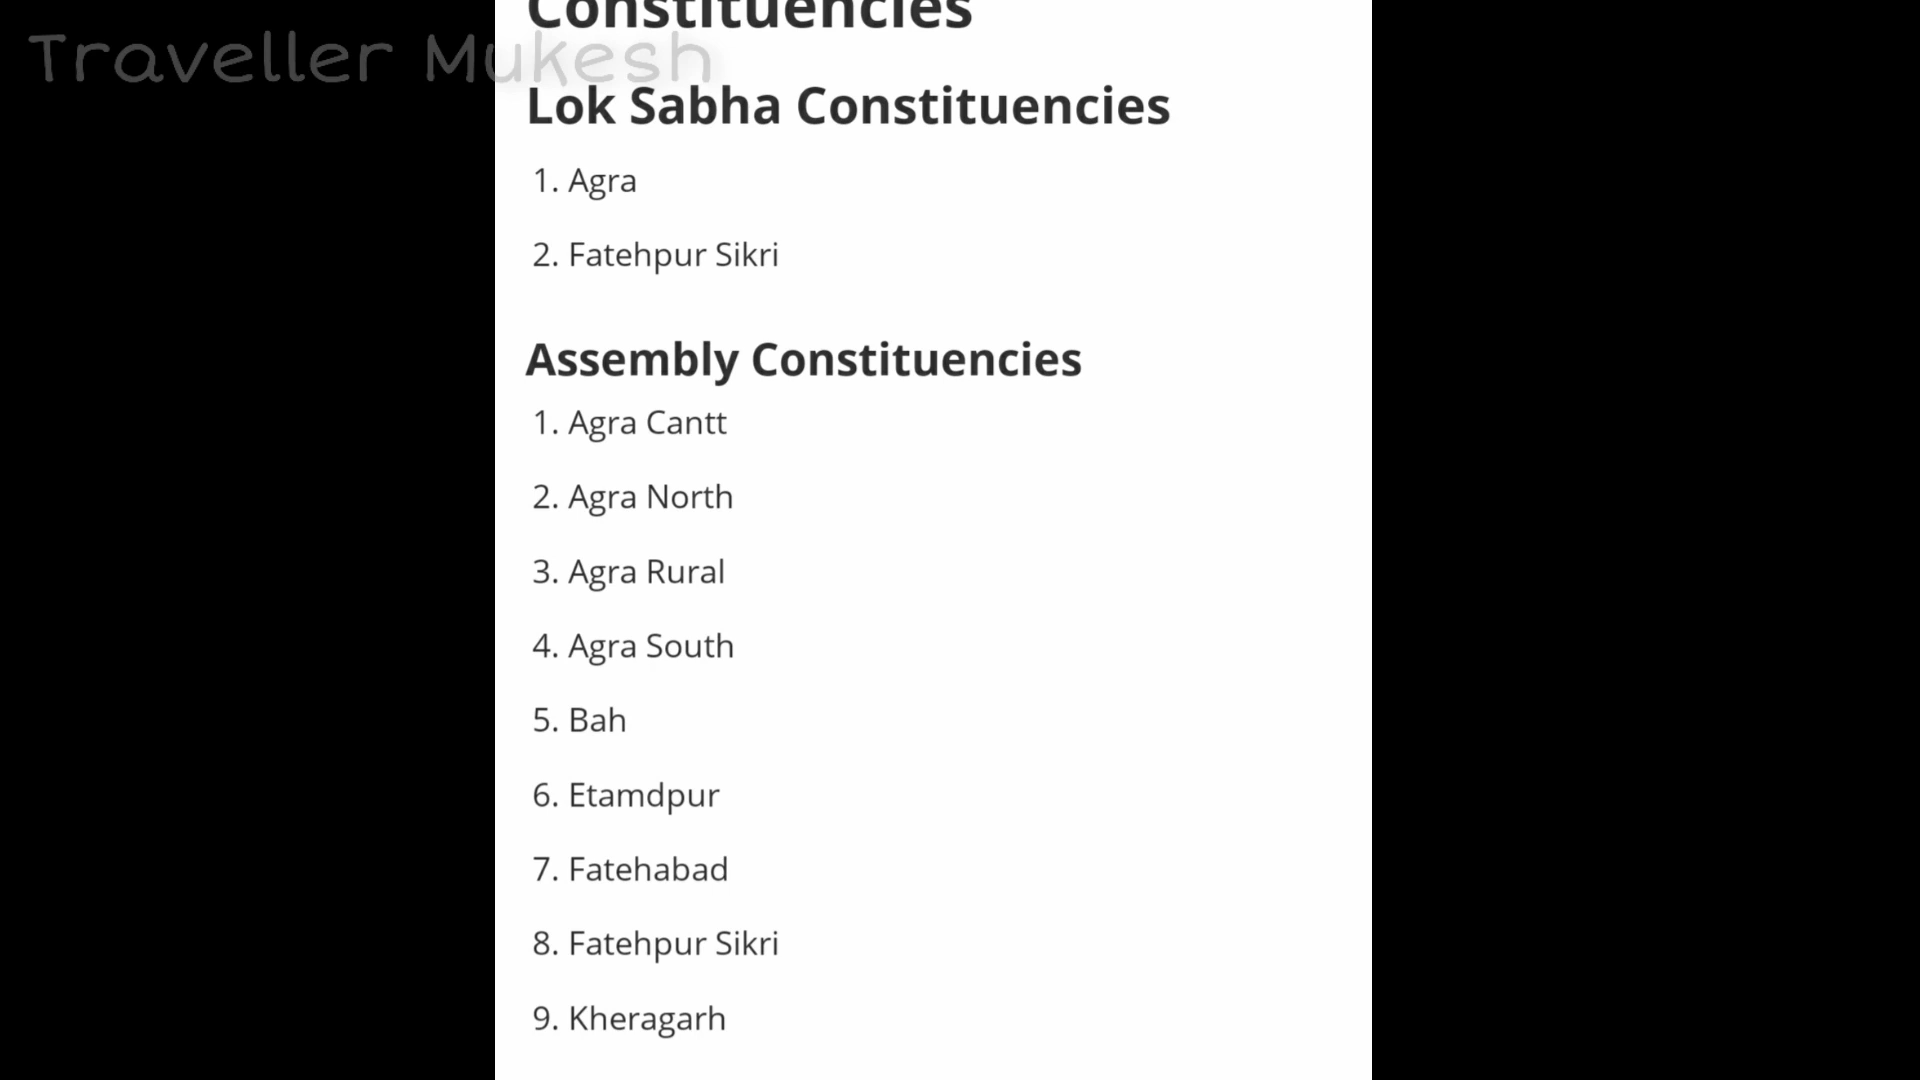 Constituencies
Traveller Mukesh
Lok Sabha Constituencies
1. Agra
2. Fatehpur Sikri
Assembly Constituencies
1. Agra Cantt
2. Agra North
3. Agra Rural
4. Agra South
5. Bah
6. Etamdpur
7. Fatehabad
8. Fatehpur Sikri
9. Kheragarh